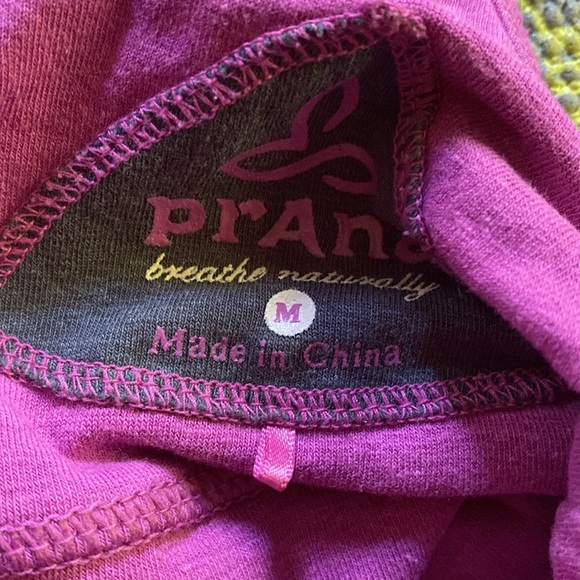 prAna
breathe naturally
M
Made in China